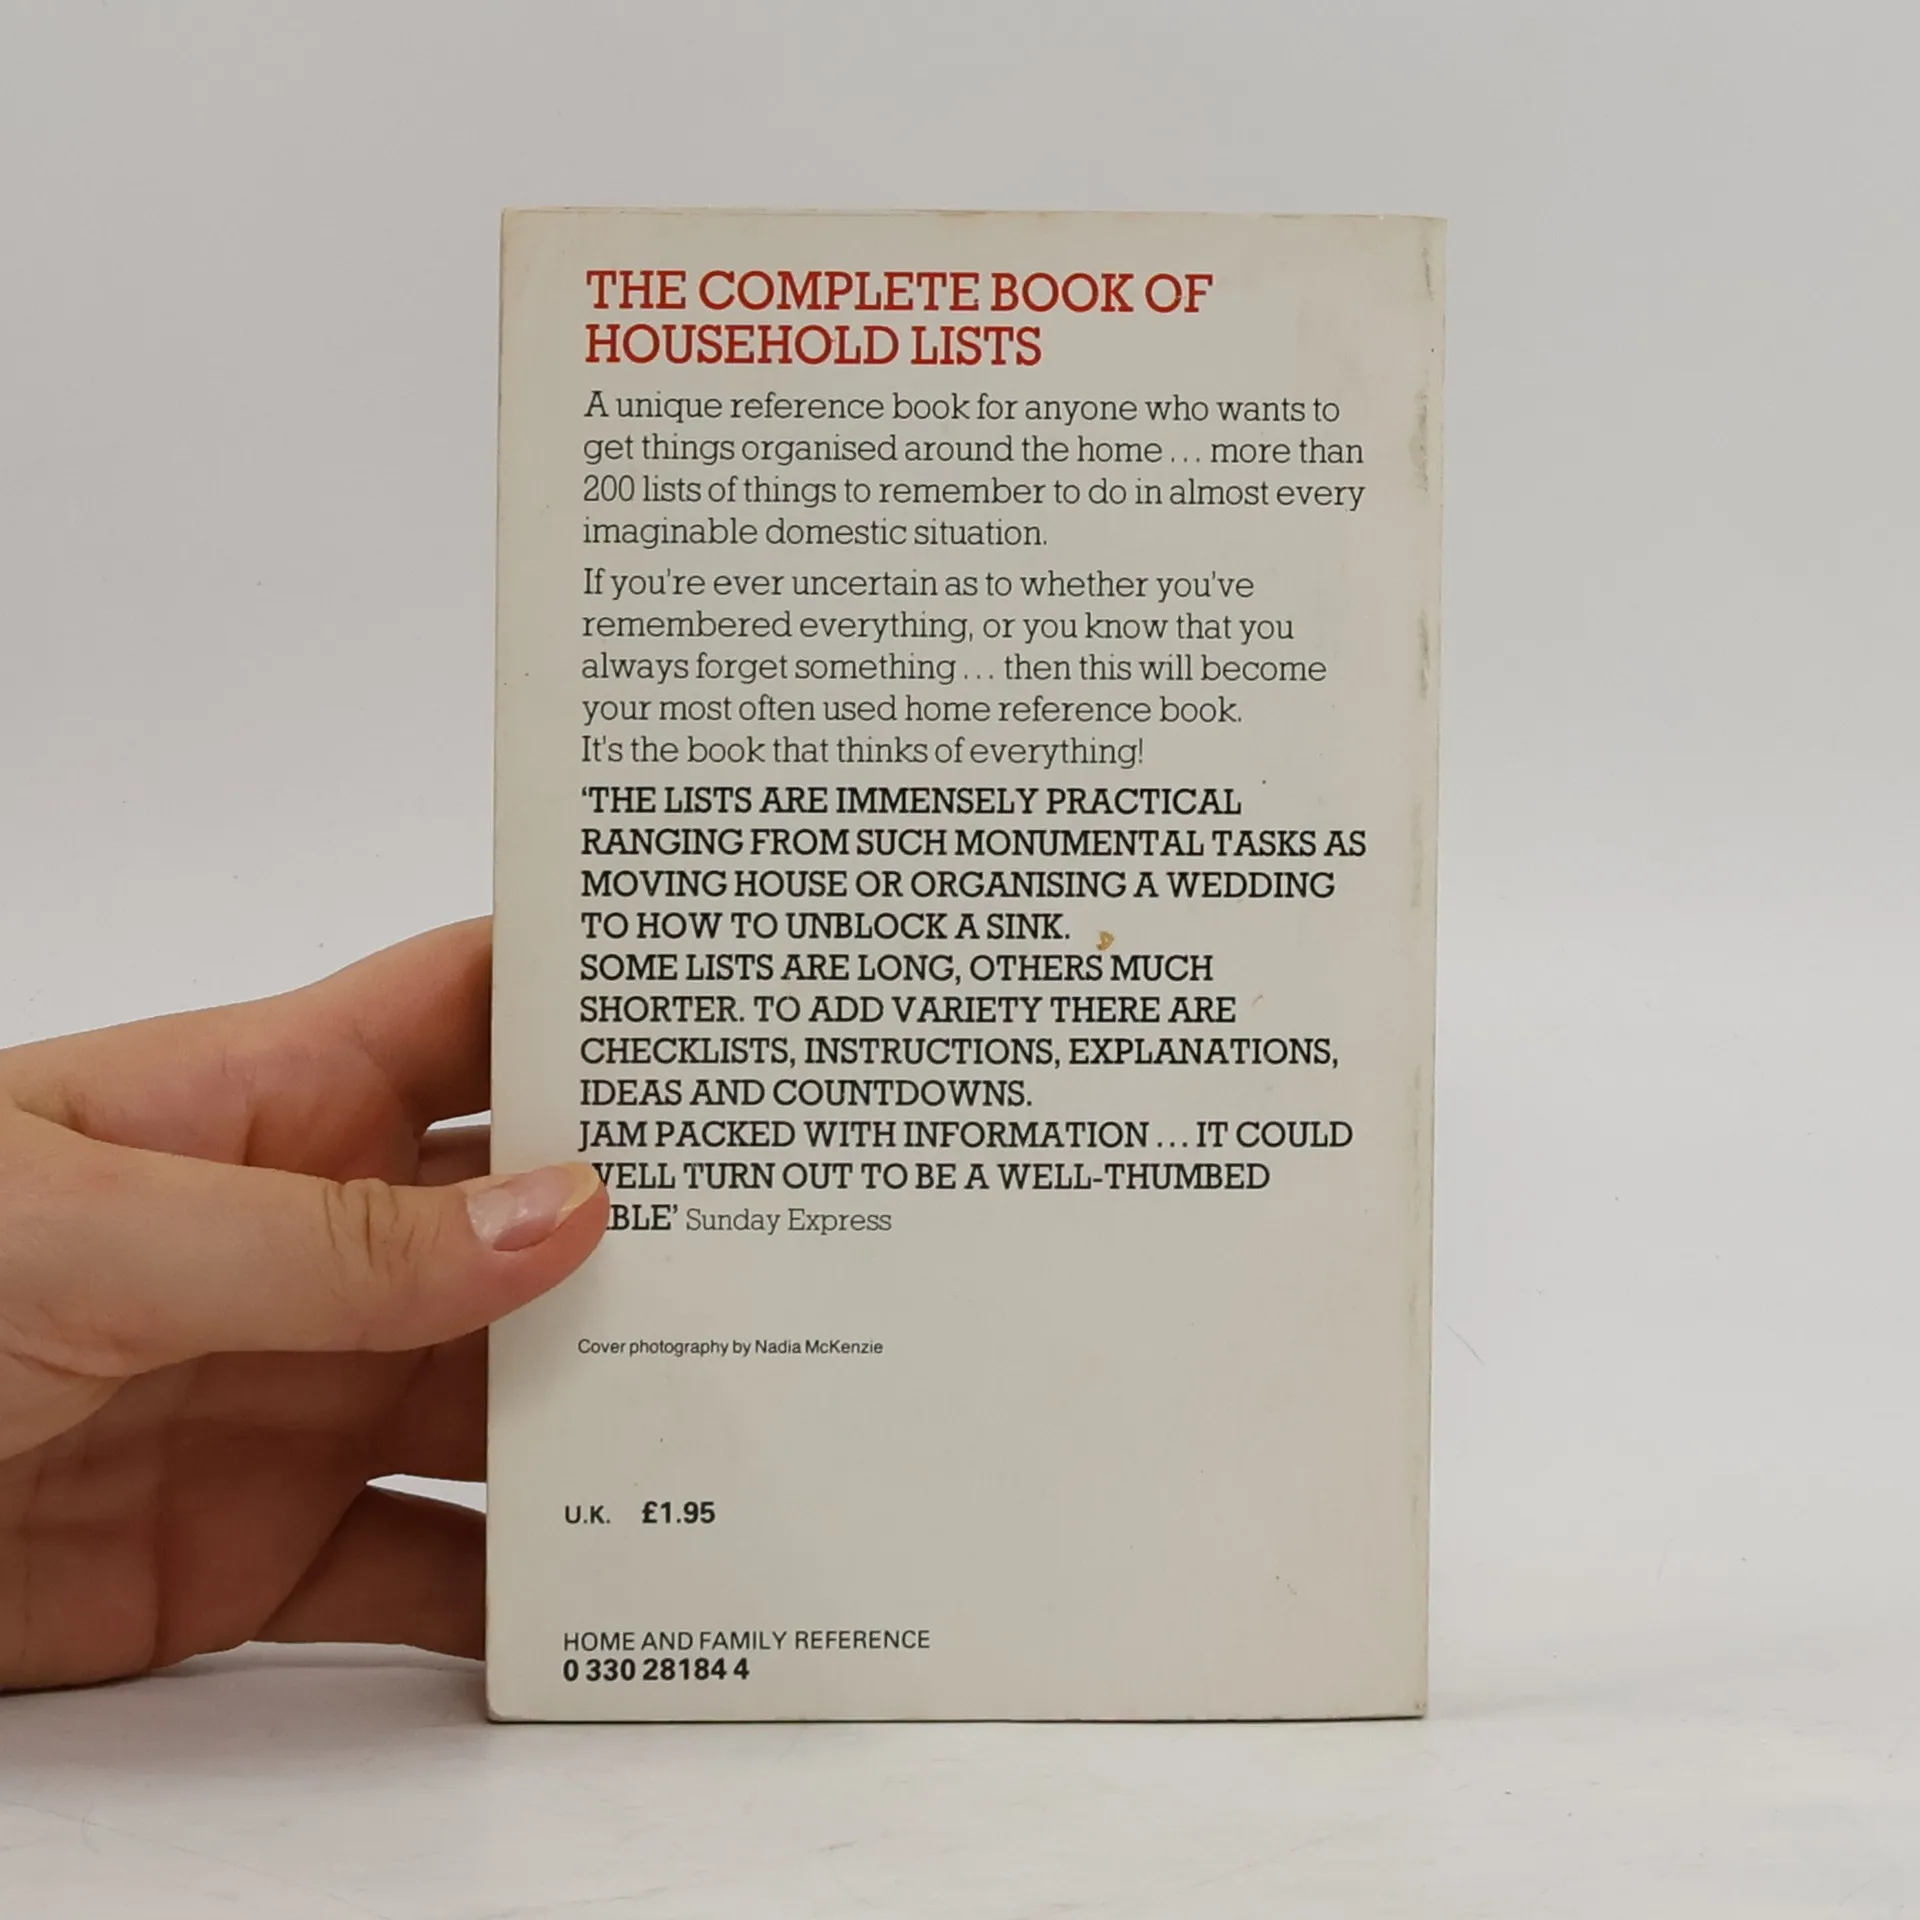 THE COMPLETE BOOK OF
HOUSEHOLD LISTS
A unique reference book for anyone who wants to
get things organised around the home ... more than
200 lists of things to remember to do in almost every
imaginable domestic situation.
If you're ever uncertain as to whether you've
remembered everything, or you know that you
always forget something ... then this will become
your most often used home reference book.
It's the book that thinks of everything!
‘THE LISTS ARE IMMENSELY PRACTICAL
RANGING FROM SUCH MONUMENTAL TASKS AS
MOVING HOUSE OR ORGANISING A WEDDING
TO HOW TO UNBLOCK A SINK.
SOME LISTS ARE LONG, OTHERS MUCH
SHORTER. TO ADD VARIETY THERE ARE
CHECKLISTS, INSTRUCTIONS, EXPLANATIONS,
IDEAS AND COUNTDOWNS.
JAM PACKED WITH INFORMATION ... IT COULD
WELL TURN OUT TO BE A WELL-THUMBED
Sunday Express
Cover photography by Nadia McKenzie
U.K. £1.95
HOME AND FAMILY REFERENCE
0 330 28184 4